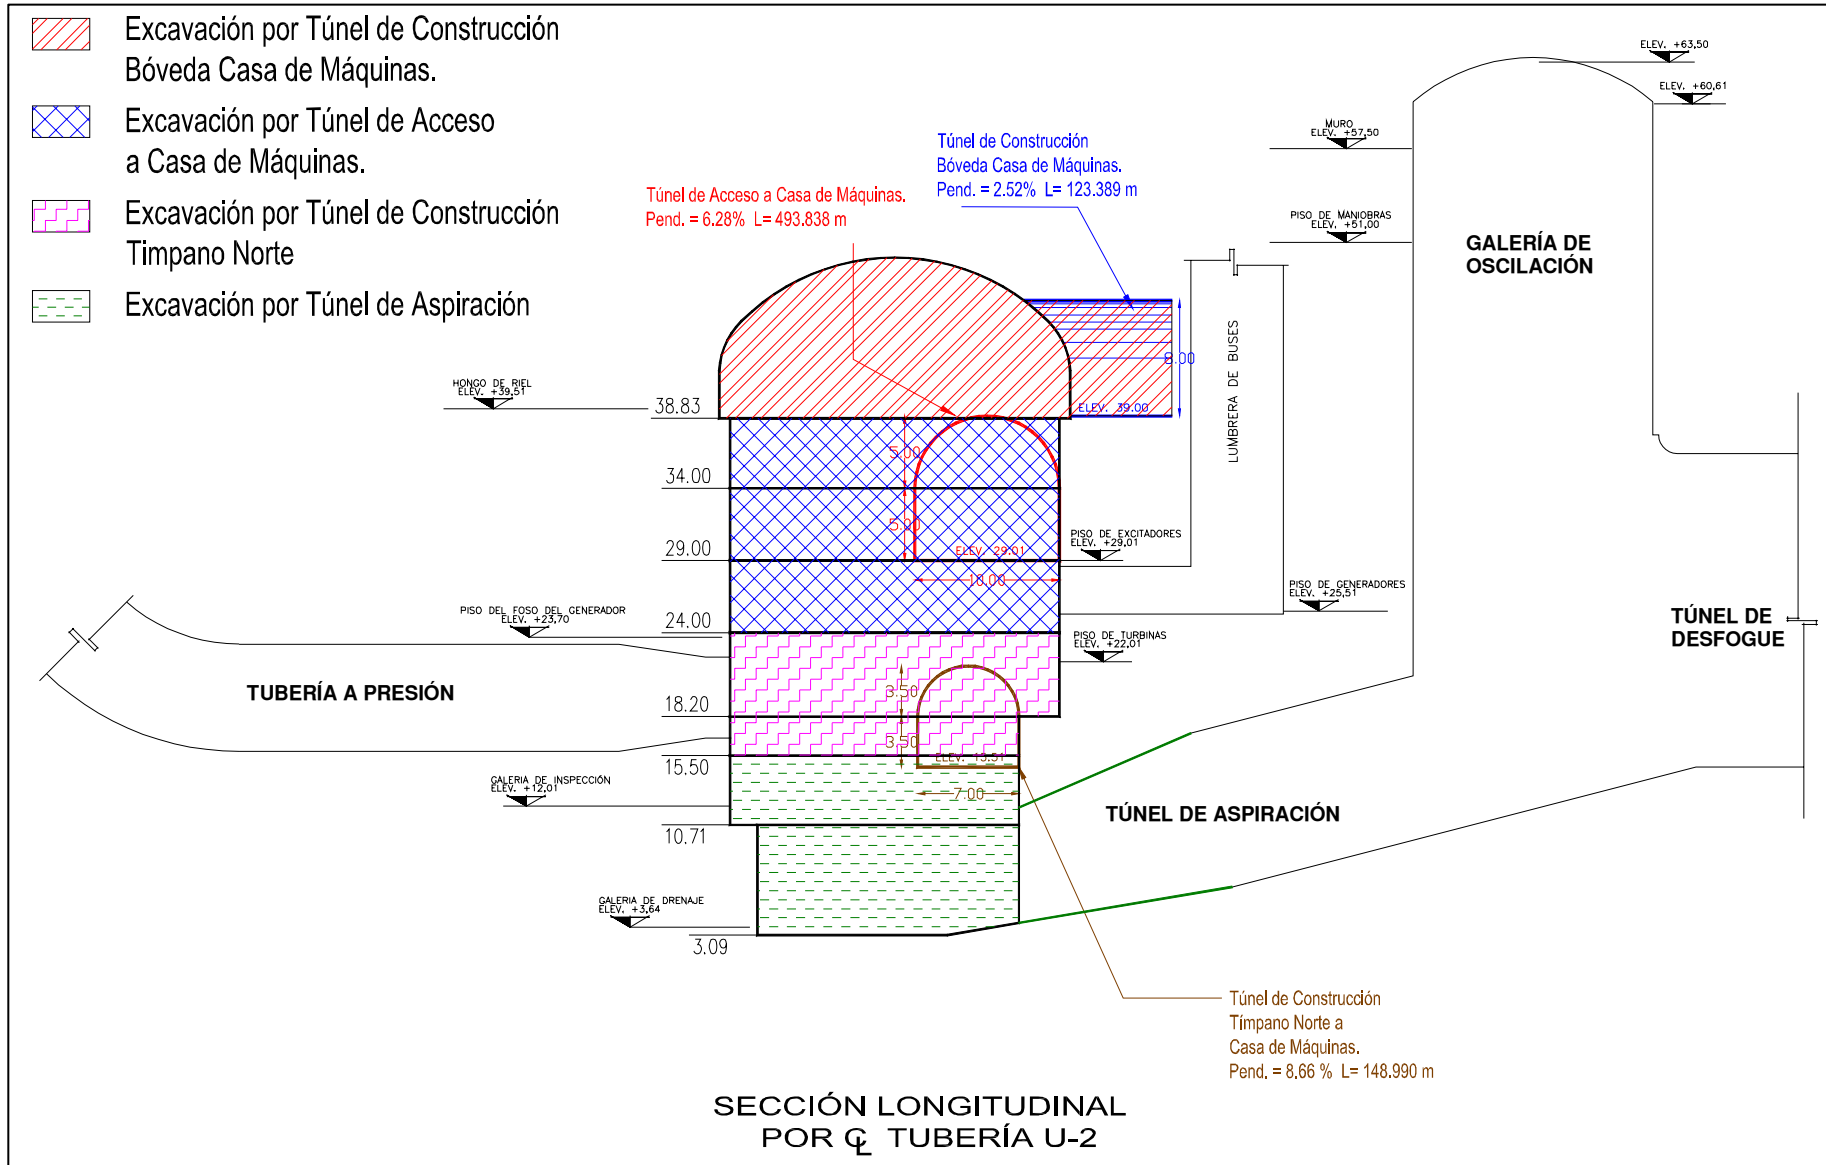 Excavación por Túnel de Construcción
Bóveda Casa de Máquinas.
Excavación por Túnel de Acceso
a Casa de Máquinas.
Excavación por Túnel de Construcción
Timpano Norte
Excavación por Túnel de Aspiración
Túnel de Acceso a Casa de Máquinas.
Pend. = 6.28% L= 493.838 m
Túnel de Construcción
Bóveda Casa de Máquinas.
Pend. = 2.52% L= 123.389 m
ELEV. +63,50
ELEV. +60,61
MURO
ELEV. +57,50
PISO DE MANIOBRAS
ELEV. +51,00
GALERÍA DE
OSCILACIÓN
LUMBRERA DE BUSES
8.00
ELEV. 39.00
HONGO DE RIEL
ELEV. +39,51
38.83
34.00
29.00
24.00
18.20
15.50
10.71
3.09
5.00
5.00
ELEV. 29.01
10.00
PISO DE EXCITADORES
ELEV. +29,01
PISO DE GENERADORES
ELEV. +25,51
PISO DEL FOSO DEL GENERADOR
ELEV. +23,70
PISO DE TURBINAS
ELEV. +22,01
TÚNEL DE
DESFOGUE
TUBERÍA A PRESIÓN
3.50
3.50
ELEV. 15.51
7.00
GALERIA DE INSPECCIÓN
ELEV. +12,01
TÚNEL DE ASPIRACIÓN
GALERIA DE DRENAJE
ELEV. +3,64
Túnel de Construcción
Tímpano Norte a
Casa de Máquinas.
Pend. = 8.66 % L= 148.990 m
SECCIÓN LONGITUDINAL
POR ℄ TUBERÍA U-2